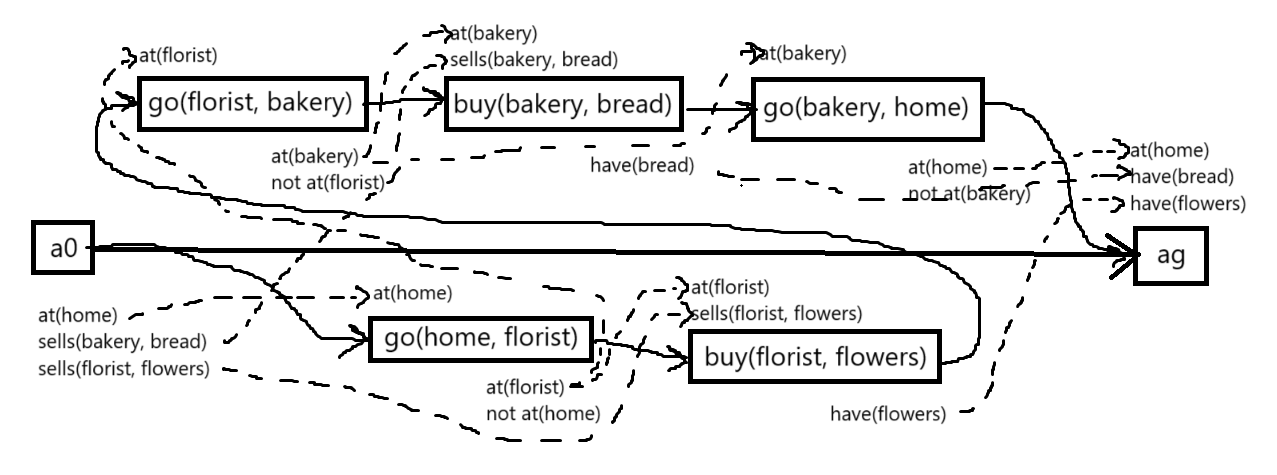 at(florist)
at(bakery)
sells(bakery, bread)
at(bakery)
go(florist, bakery)
buy(bakery, bread)
go(bakery, home)
at(bakery)
not at(florist)
have(bread)
at(home)
not at(bakery)
at(home)
have(bread)
have(flowers)
a0
ag
at(home)
sells(bakery, bread)
sells(florist, flowers)
at(home)
go(home, florist)
at(florist)
not at(home)
at(florist)
sells(florist, flowers)
buy(florist, flowers)
have(flowers)